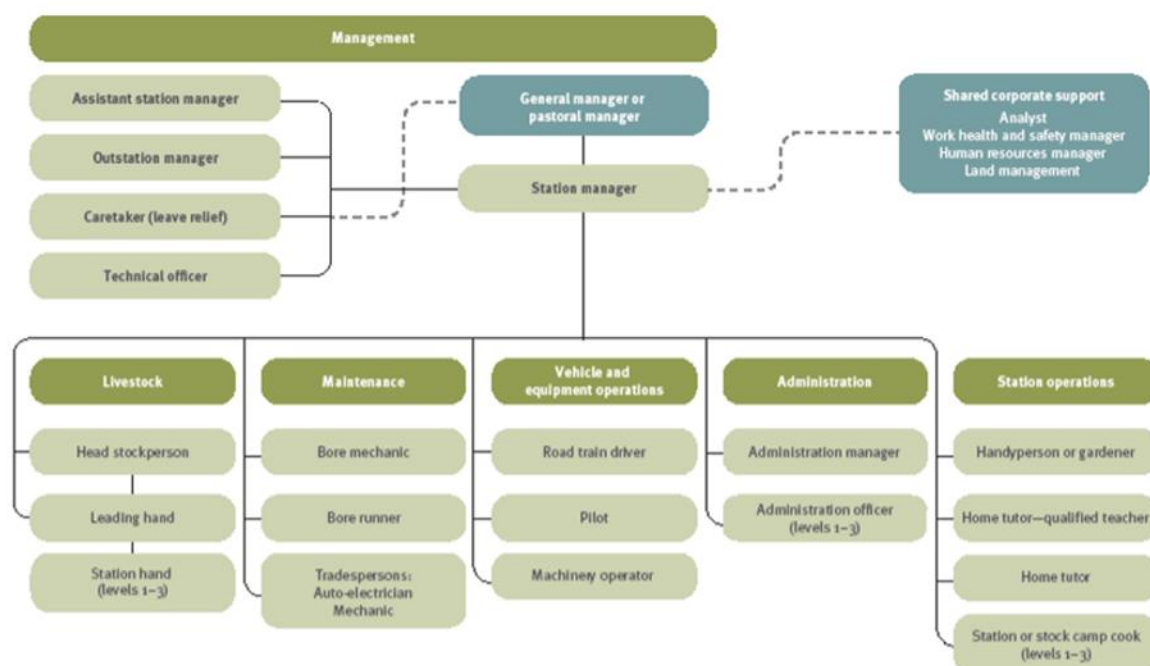 Management
Assistant station manager
Outstation manager
Caretaker (leave relief)
Technical officer
General manager or
pastoral manager
Station manager
Shared corporate support
Analyst
Work health and safety manager
Human resources manager
Land management
Livestock
Head stockperson
Leading hand
Station hand
(levels 1–3)
Maintenance
Bore mechanic
Bore runner
Tradespersons:
Auto-electrician
Mechanic
Vehicle and
equipment operations
Road train driver
Pilot
Machinery operator
Administration
Administration manager
Administration officer
(levels 1–3)
Station operations
Handyperson or gardener
Home tutor—qualified teacher
Home tutor
Station or stock camp cook
(levels 1–3)